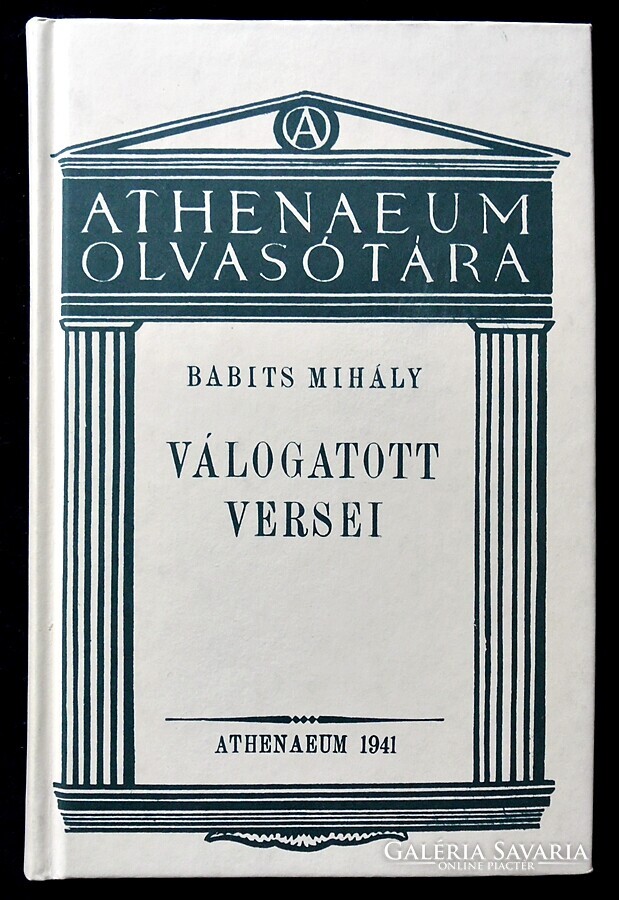 A
ATHENAEUM
OLVASÓTÁRA
BABITS MIHÁLY
VÁLOGATOTT
VERSEI
ATHENAEUM 1941
GALÉRIA SAVARIA
ONLINE PIACTÉR